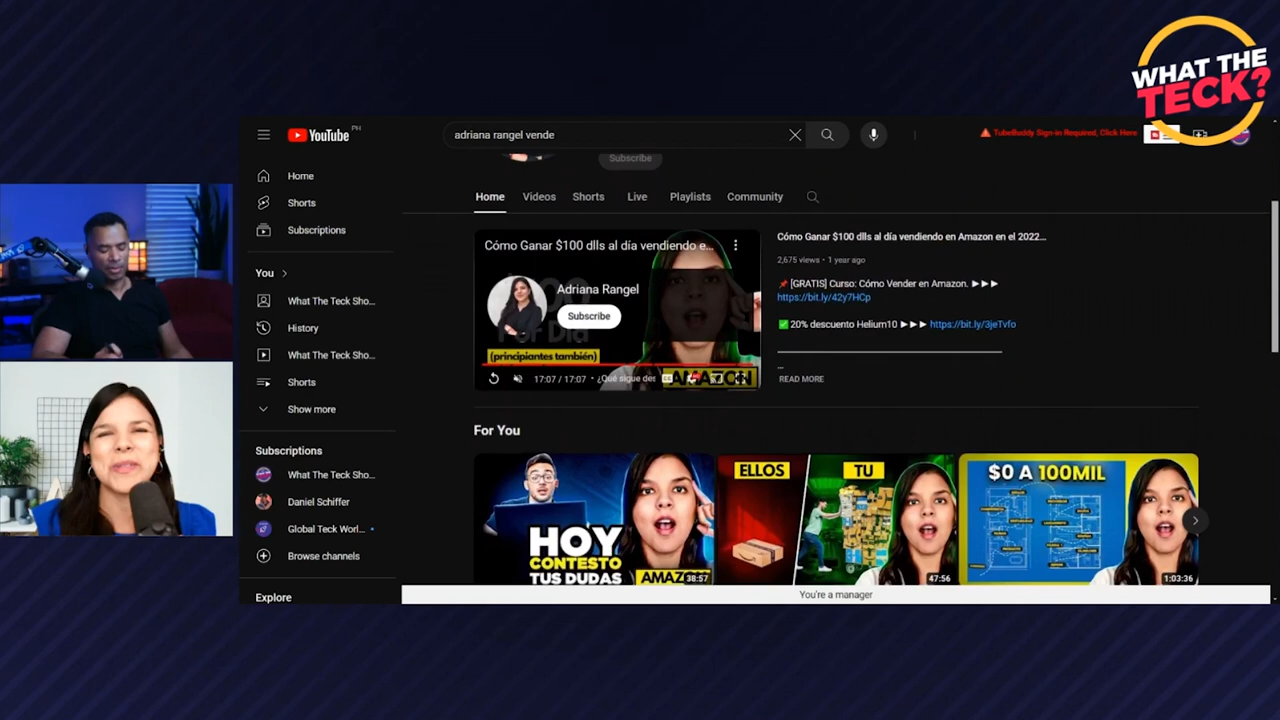 WHAT THE
TECK?
YouTube PH
adriana rangel vende
TubeBuddy Sign-in Required, Click Here
Home
Shorts
Subscriptions
You
What The Teck Sho...
History
What The Teck Sho...
Shorts
Show more
Subscriptions
What The Teck Sho...
Daniel Schiffer
Global Teck Worl...
Browse channels
Explore
Subscribe
Home Videos Shorts Live Playlists Community
Cómo Ganar $100 dlls al día vendiendo e...
Adriana Rangel
Subscribe
(principiantes también)
17:07 / 17:07 • ¿Qué sigue des
AMAZON
Cómo Ganar $100 dlls al día vendiendo en Amazon en el 2022...
2,675 views • 1 year ago
📌 [GRATIS] Curso: Cómo Vender en Amazon. ►►►
https://bit.ly/42y7HCp
✅ 20% descuento Helium10 ►►► https://bit.ly/3jeTvfo
...
READ MORE
For You
HOY
CONTESTO
TUS DUDAS
AMAZ
38:57
ELLOS
TU
47:56
$0 A 100MIL
1:03:36
You're a manager